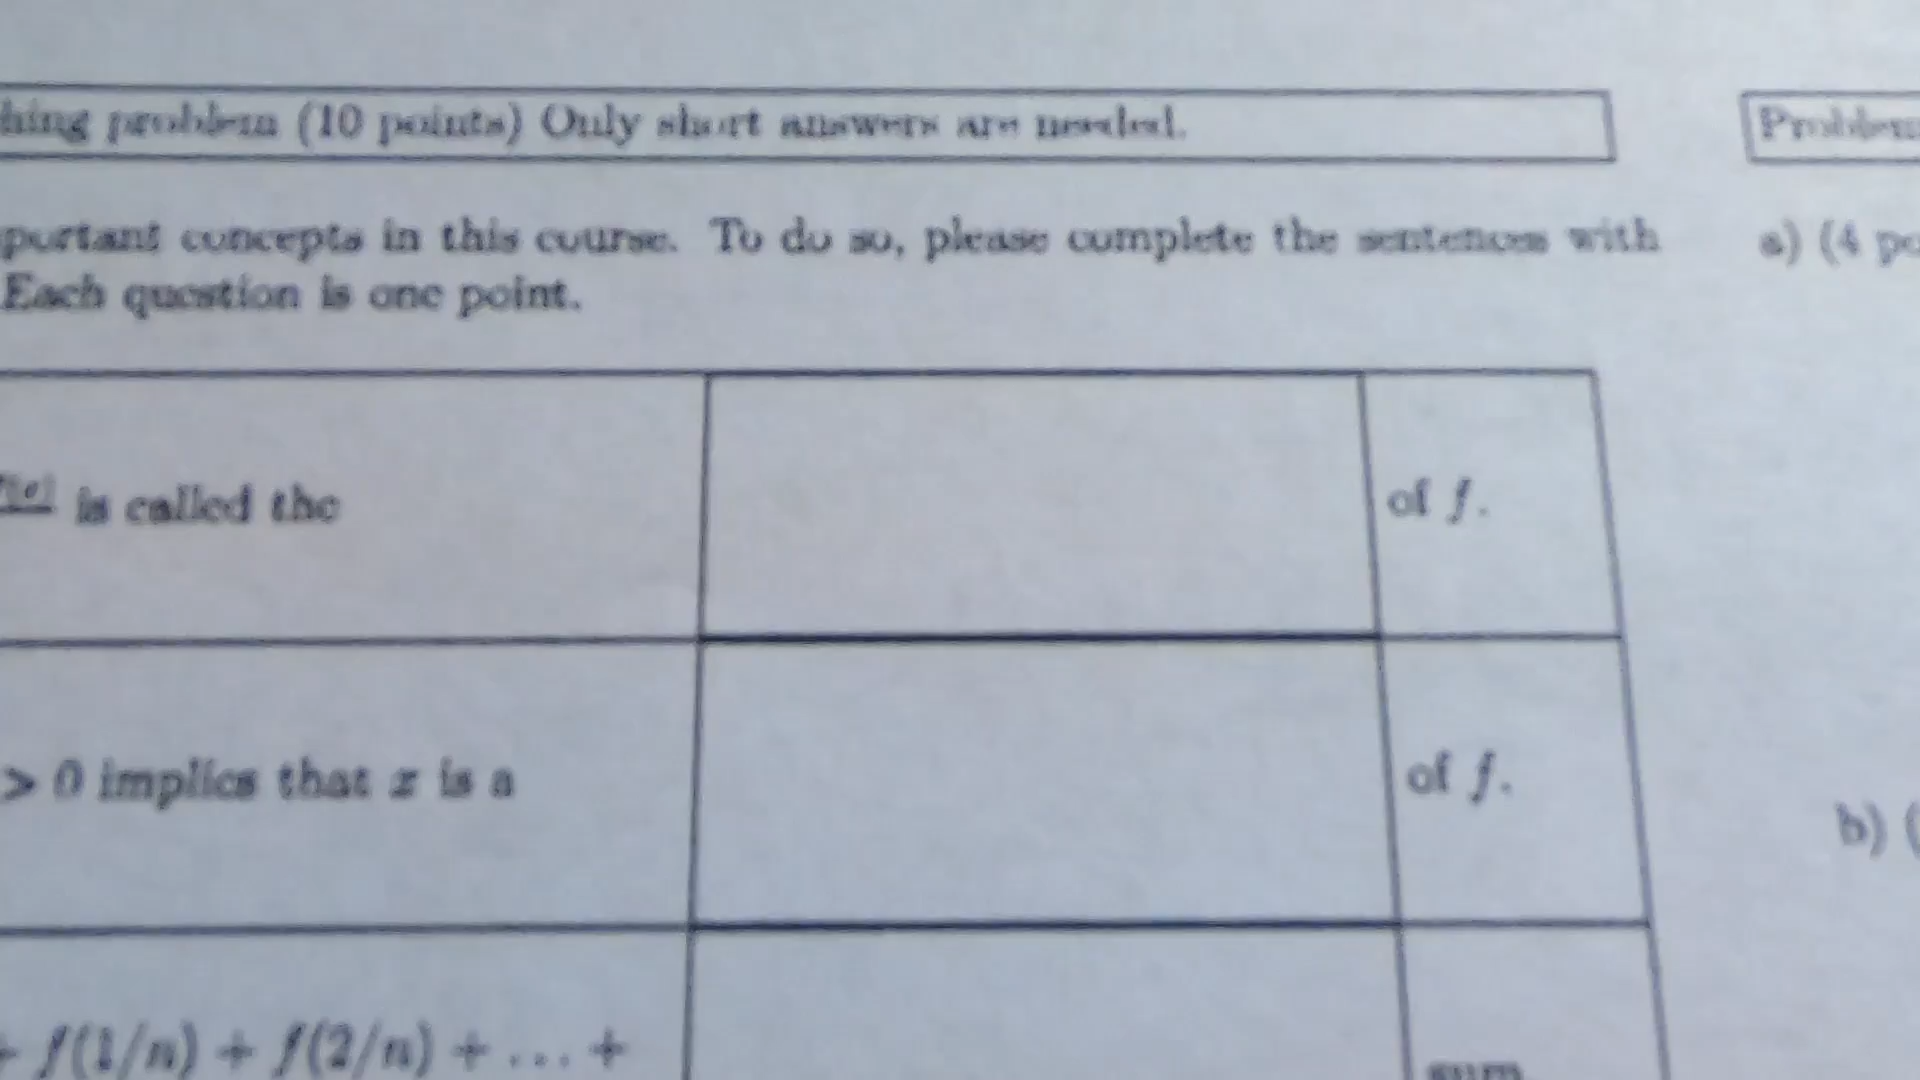 hing problem (10 points) Only short answers are needed.
Problem
portant concepts in this course. To do so, please complete the sentences with
a) (4 po
Each question is one point.
is called the
of f.
> 0 implies that x is a
of f.
b) (
+ f(1/n) + f(2/n) + ... +
sum